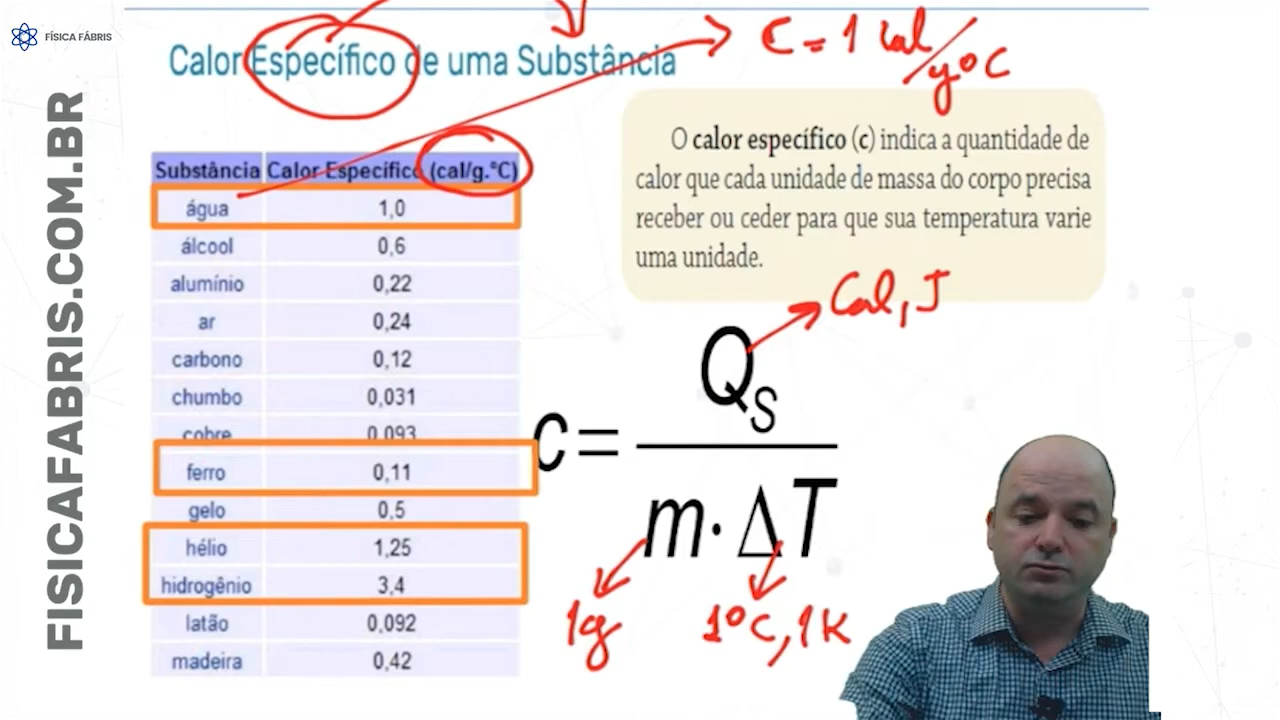 FÍSICA FÁBRIS
FISICAFABRIS.COM.BR
Calor Específico de uma Substância
C = 1 cal/g°C
O calor específico (c) indica a quantidade de
calor que cada unidade de massa do corpo precisa
receber ou ceder para que sua temperatura varie
uma unidade.
Substância Calor Específico (cal/g.°C)
água 1,0
álcool 0,6
alumínio 0,22
ar 0,24
carbono 0,12
chumbo 0,031
cobre 0,093
ferro 0,11
gelo 0,5
hélio 1,25
hidrogênio 3,4
latão 0,092
madeira 0,42
Cal, J
c = Qs
m · ΔT
1g 1°C, 1K